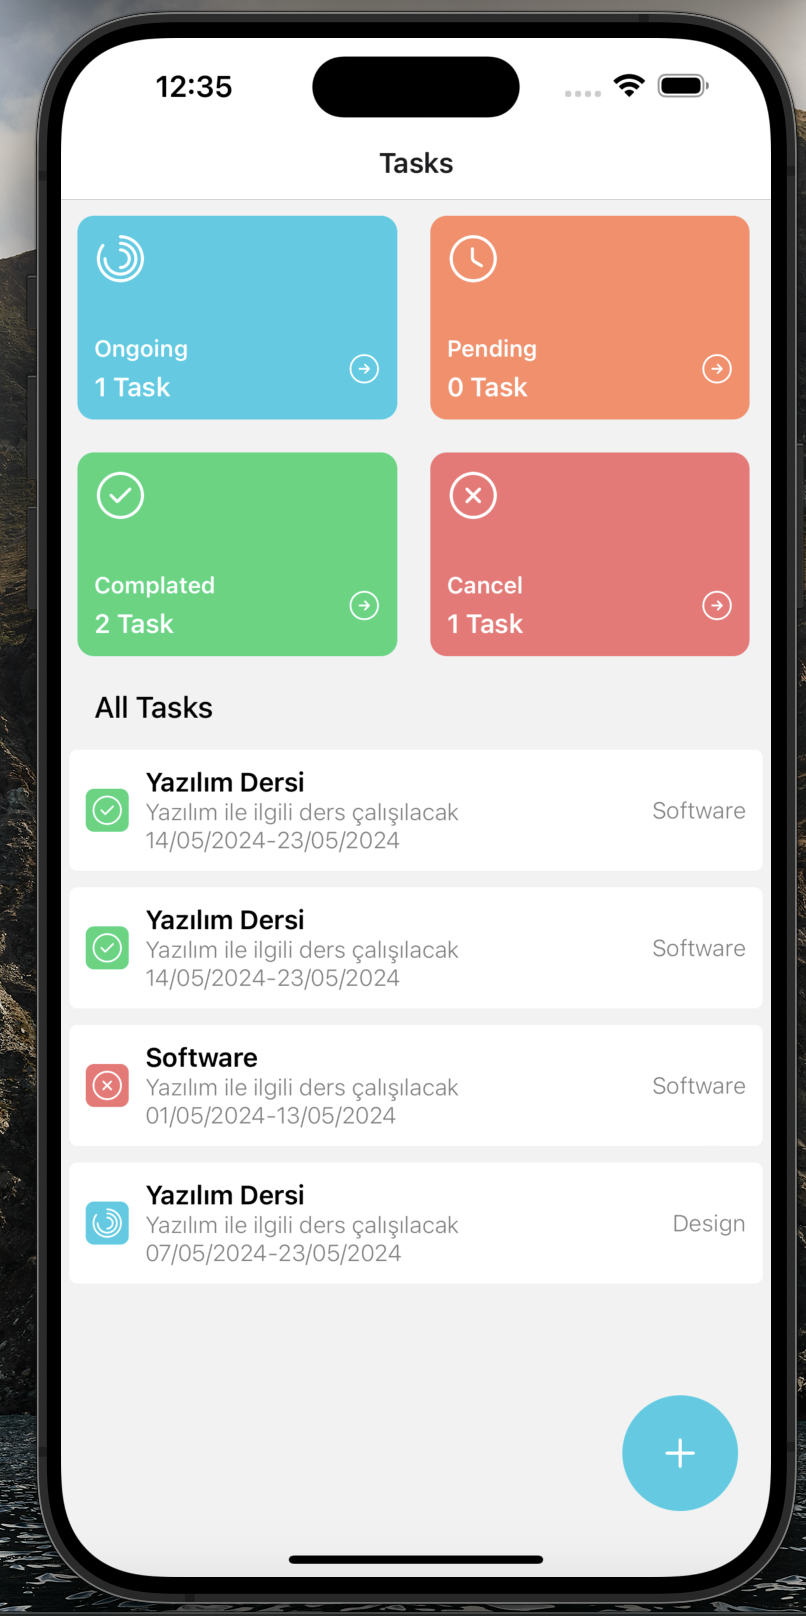 12:35
Tasks
Ongoing
1 Task
Pending
0 Task
Complated
2 Task
Cancel
1 Task
All Tasks
Yazılım Dersi
Yazılım ile ilgili ders çalışılacak
14/05/2024-23/05/2024
Software
Yazılım Dersi
Yazılım ile ilgili ders çalışılacak
14/05/2024-23/05/2024
Software
Software
Yazılım ile ilgili ders çalışılacak
01/05/2024-13/05/2024
Software
Yazılım Dersi
Yazılım ile ilgili ders çalışılacak
07/05/2024-23/05/2024
Design